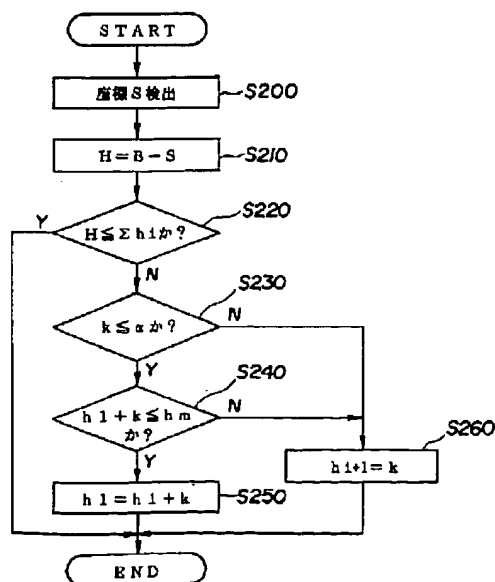 START
座標S検出
S200
H=B-S
S210
S220
Y
H≦Σhiか?
N
S230
k≦αか?
N
Y
S240
h1+k≦hm
か?
N
Y
S260
hi+1=k
h1=hi+k
S250
END